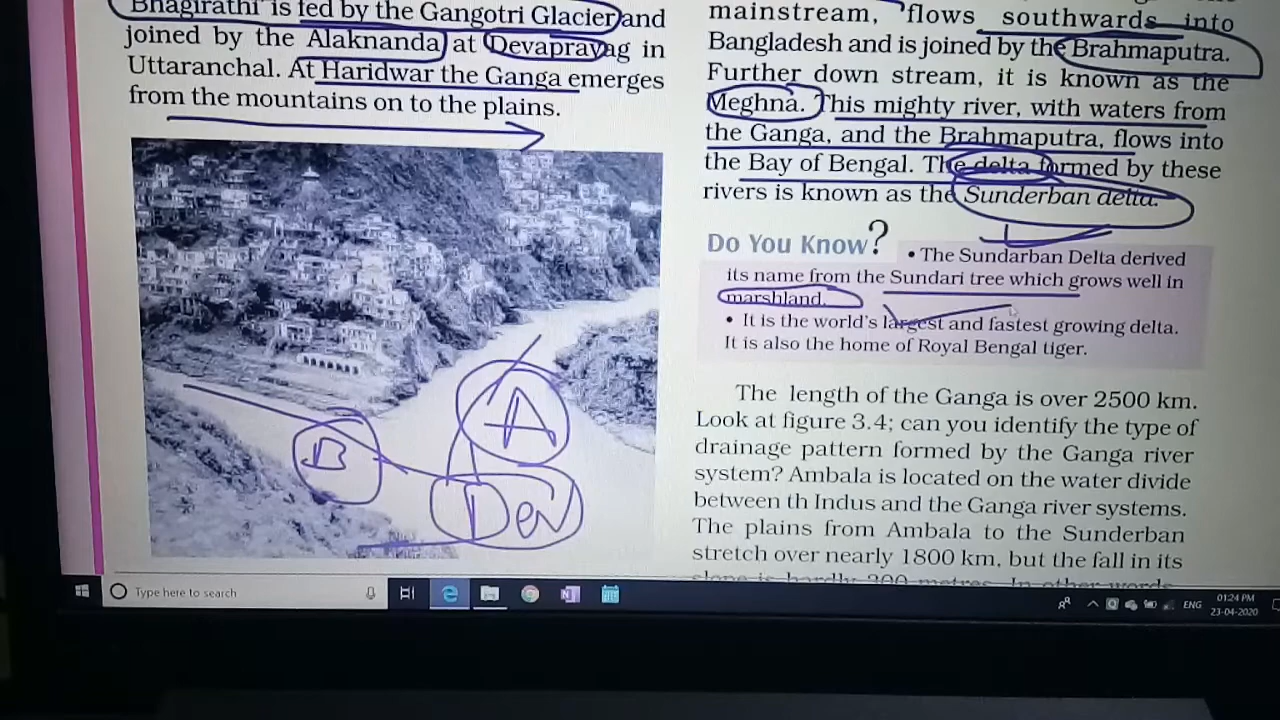 Bhagirathi is fed by the Gangotri Glacier and
joined by the Alaknanda at Devaprayag in
Uttaranchal. At Haridwar the Ganga emerges
from the mountains on to the plains.
B
A
Dev
mainstream, flows southwards into
Bangladesh and is joined by the Brahmaputra.
Further down stream, it is known as the
Meghna. This mighty river, with waters from
the Ganga, and the Brahmaputra, flows into
the Bay of Bengal. The delta formed by these
rivers is known as the Sunderban delta.
Do You Know?
• The Sundarban Delta derived
its name from the Sundari tree which grows well in
marshland.
• It is the world's largest and fastest growing delta.
It is also the home of Royal Bengal tiger.
The length of the Ganga is over 2500 km.
Look at figure 3.4; can you identify the type of
drainage pattern formed by the Ganga river
system? Ambala is located on the water divide
between th Indus and the Ganga river systems.
The plains from Ambala to the Sunderban
stretch over nearly 1800 km, but the fall in its
slope is hardly 300 metres. In other words
Type here to search
ENG
01:24 PM
23-04-2020